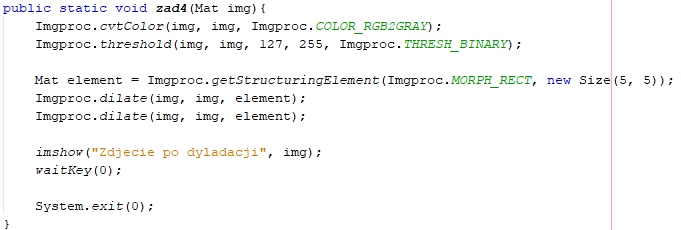 public static void zad4(Mat img){
Imgproc.cvtColor(img, img, Imgproc.COLOR_RGB2GRAY);
Imgproc.threshold(img, img, 127, 255, Imgproc.THRESH_BINARY);
Mat element = Imgproc.getStructuringElement(Imgproc.MORPH_RECT, new Size(5, 5));
Imgproc.dilate(img, img, element);
Imgproc.dilate(img, img, element);
imshow("Zdjecie po dyladacji", img);
waitKey(0);
System.exit(0);
}